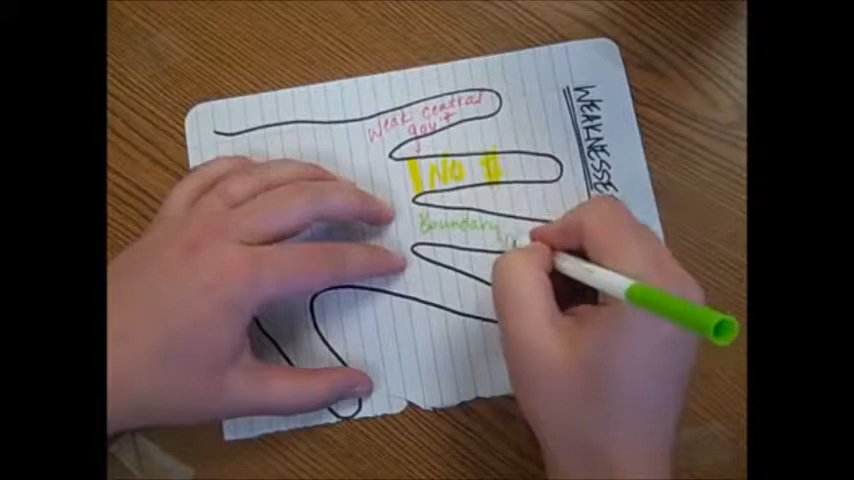 WEAKNESSE
Weak central
gov't
No $
Boundary